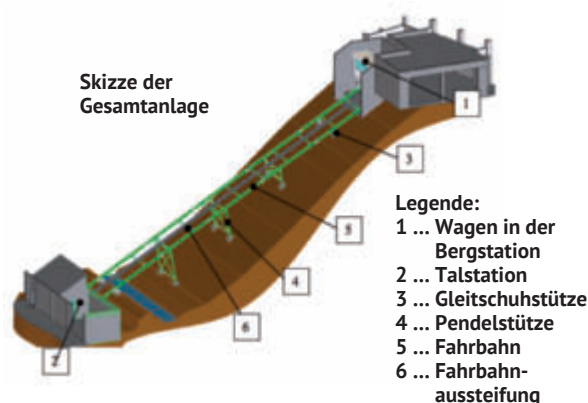 Skizze der
Gesamtanlage
1
3
5
4
6
2
Legende:
1 ... Wagen in der
Bergstation
2 ... Talstation
3 ... Gleitschuhstütze
4 ... Pendelstütze
5 ... Fahrbahn
6 ... Fahrbahn-
aussteifung